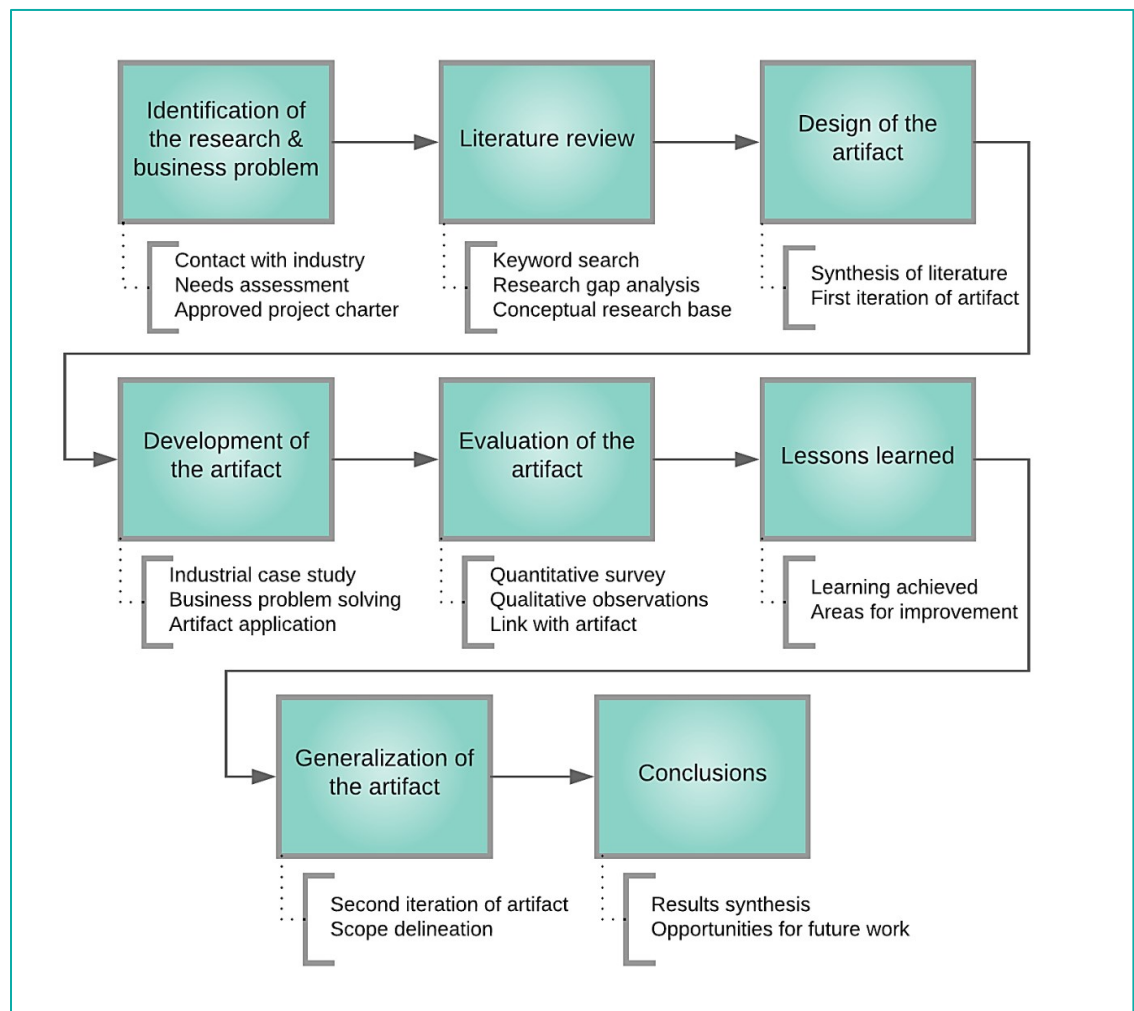 Identification of
the research &
business problem
Literature review
Design of the
artifact
Contact with industry
Needs assessment
Approved project charter
Keyword search
Research gap analysis
Conceptual research base
Synthesis of literature
First iteration of artifact
Development of
the artifact
Evaluation of the
artifact
Lessons learned
Industrial case study
Business problem solving
Artifact application
Quantitative survey
Qualitative observations
Link with artifact
Learning achieved
Areas for improvement
Generalization of
the artifact
Conclusions
Second iteration of artifact
Scope delineation
Results synthesis
Opportunities for future work